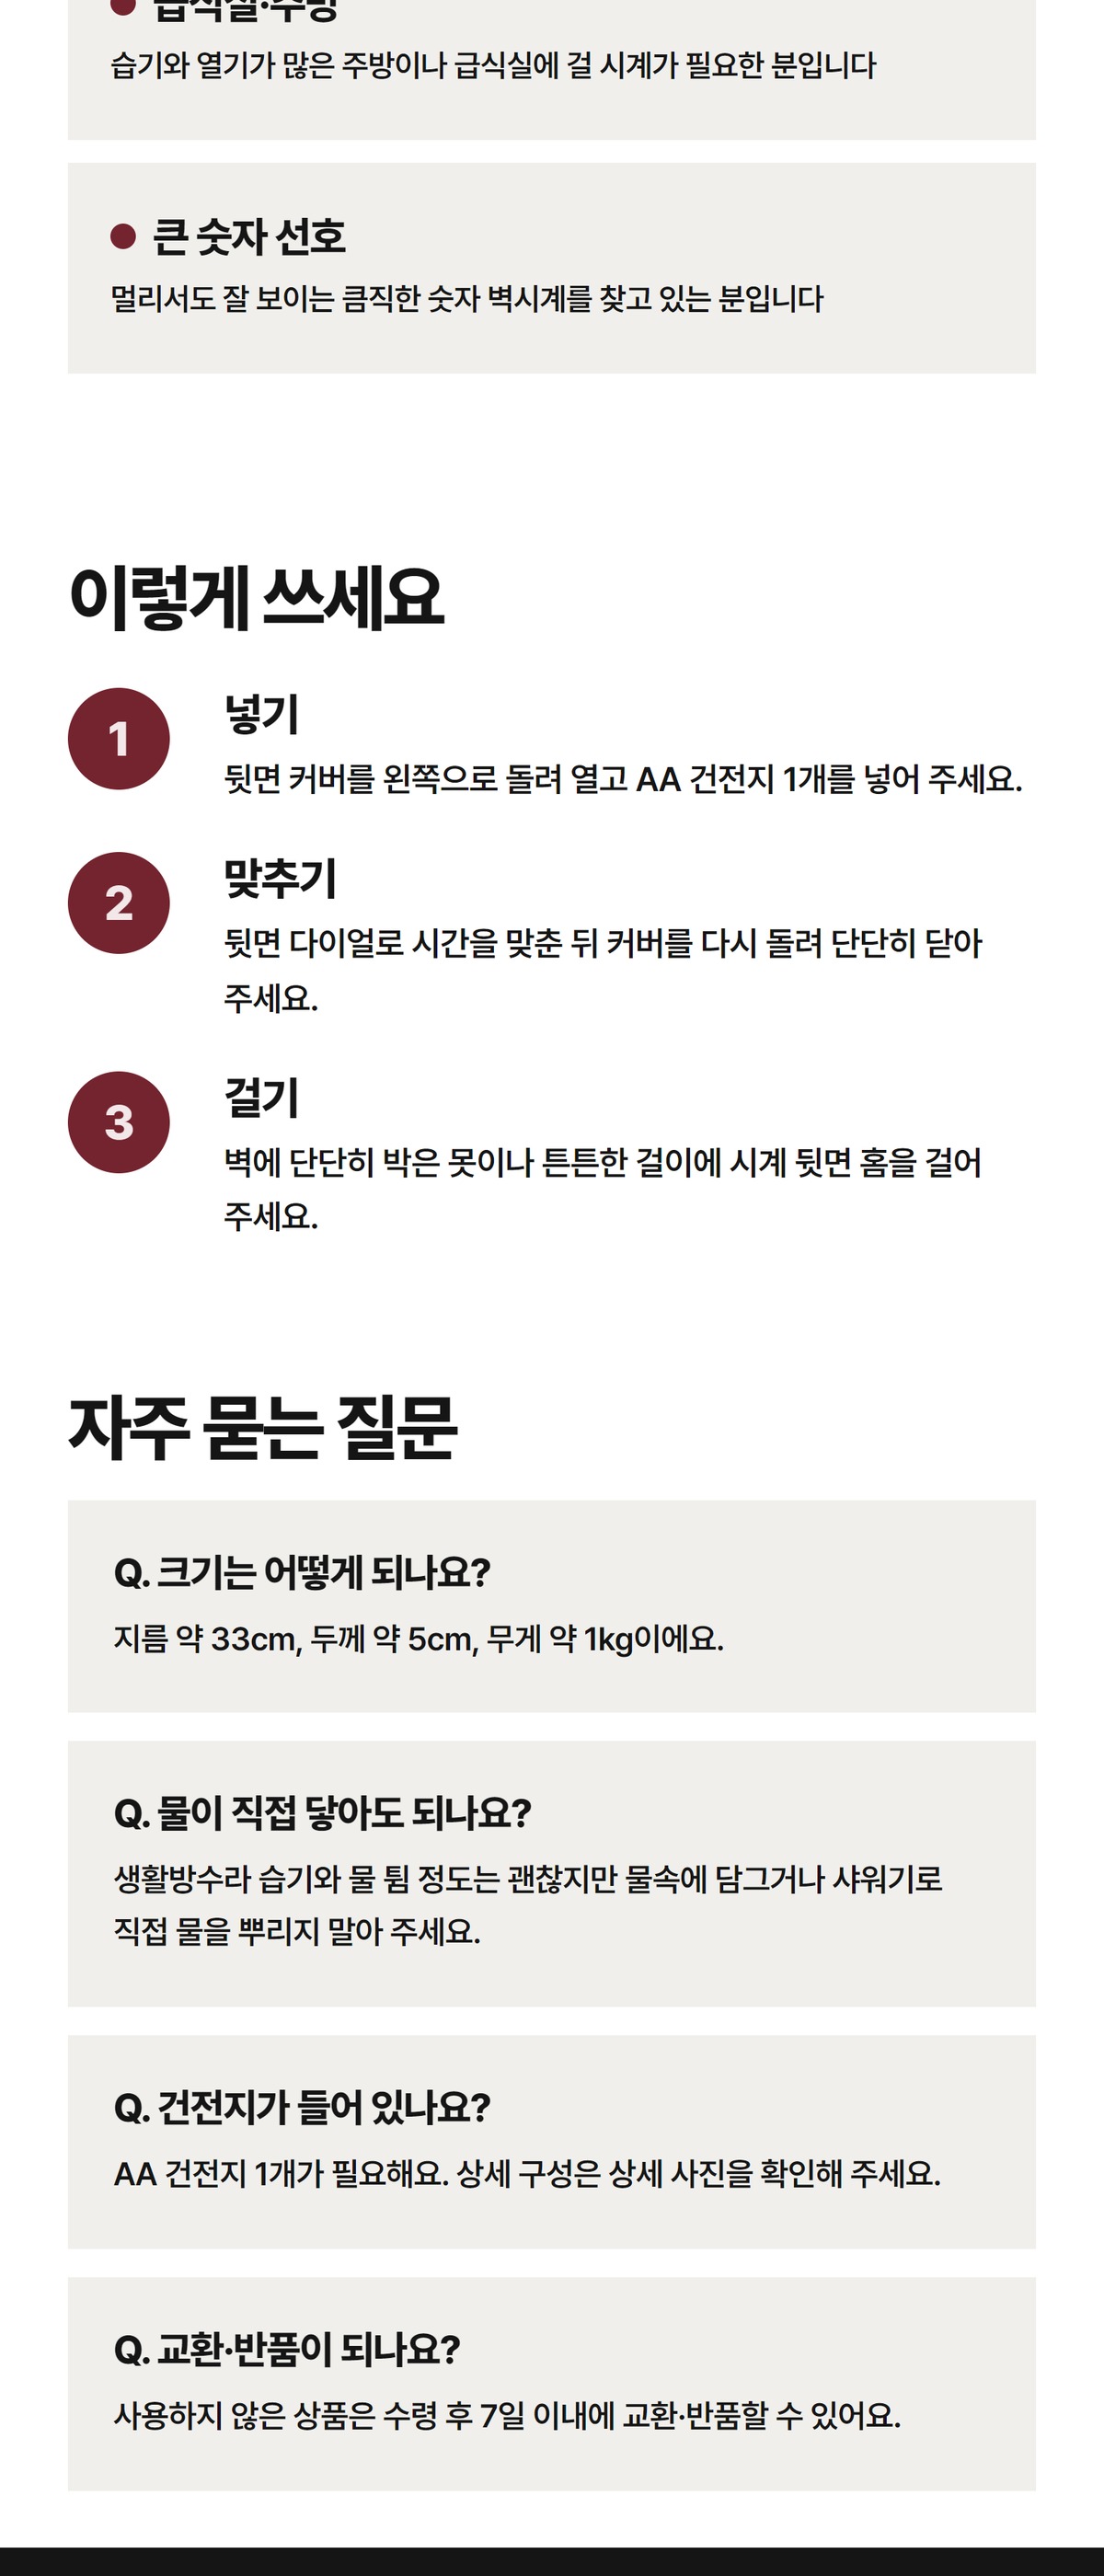 급식실·주방
습기와 열기가 많은 주방이나 급식실에 걸 시계가 필요한 분입니다
큰 숫자 선호
멀리서도 잘 보이는 큼직한 숫자 벽시계를 찾고 있는 분입니다
이렇게 쓰세요
1
넣기
뒷면 커버를 왼쪽으로 돌려 열고 AA 건전지 1개를 넣어 주세요.
2
맞추기
뒷면 다이얼로 시간을 맞춘 뒤 커버를 다시 돌려 단단히 닫아
주세요.
3
걸기
벽에 단단히 박은 못이나 튼튼한 걸이에 시계 뒷면 홈을 걸어
주세요.
자주 묻는 질문
Q. 크기는 어떻게 되나요?
지름 약 33cm, 두께 약 5cm, 무게 약 1kg이에요.
Q. 물이 직접 닿아도 되나요?
생활방수라 습기와 물 튐 정도는 괜찮지만 물속에 담그거나 샤워기로
직접 물을 뿌리지 말아 주세요.
Q. 건전지가 들어 있나요?
AA 건전지 1개가 필요해요. 상세 구성은 상세 사진을 확인해 주세요.
Q. 교환·반품이 되나요?
사용하지 않은 상품은 수령 후 7일 이내에 교환·반품할 수 있어요.